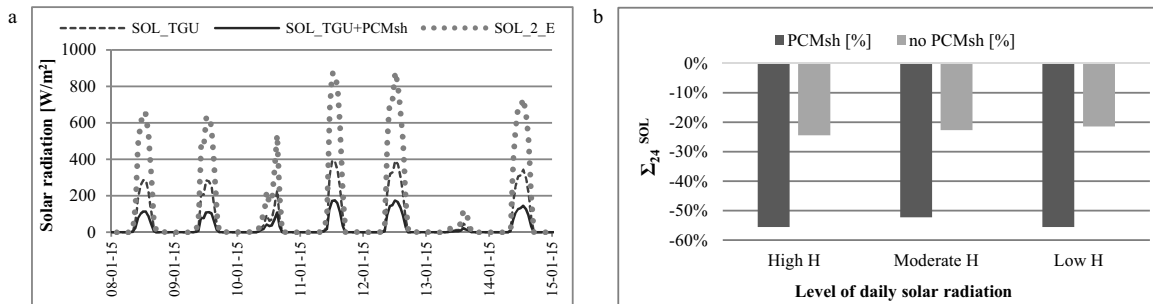 a
SOL_TGU
SOL_TGU+PCMsh
SOL_2_E
Solar radiation [W/m²]
1000
800
600
400
200
0
08-01-15
09-01-15
10-01-15
11-01-15
12-01-15
13-01-15
14-01-15
15-01-15
b
PCMsh [%]
no PCMsh [%]
Σ₂₄ SOL
0%
-10%
-20%
-30%
-40%
-50%
-60%
High H
Moderate H
Low H
Level of daily solar radiation